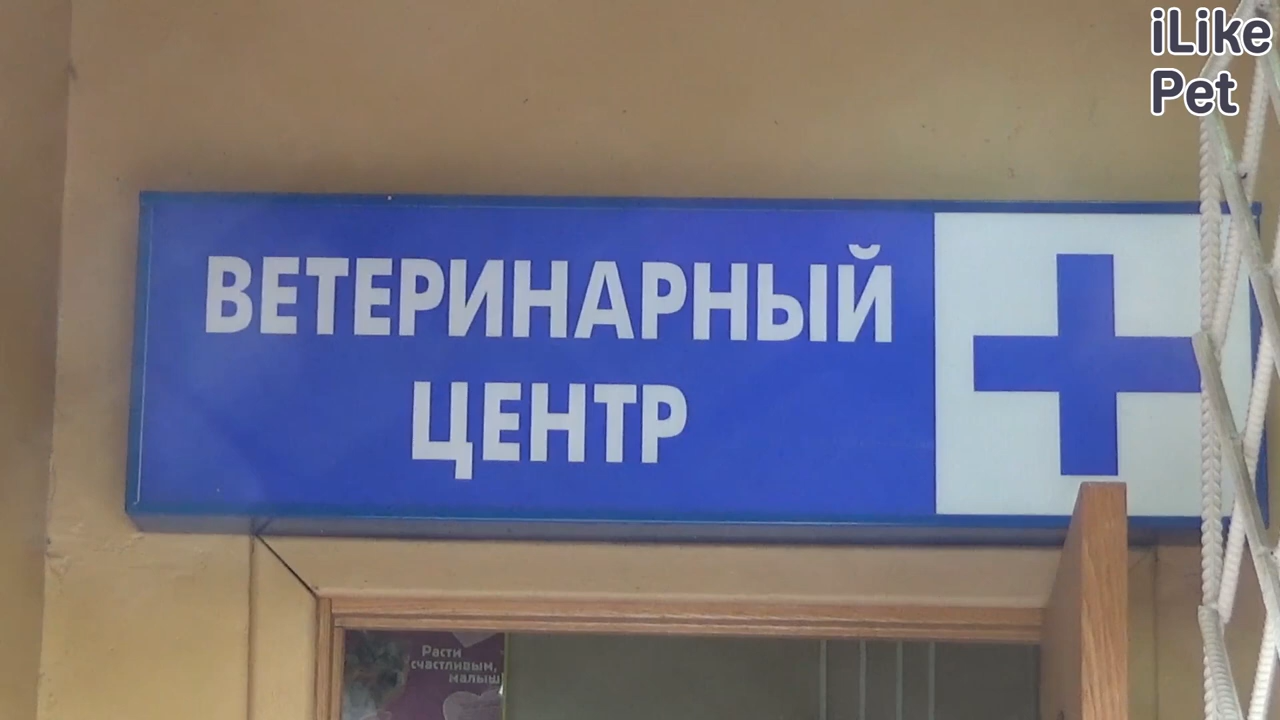 iLike
Pet
ВЕТЕРИНАРНЫЙ
ЦЕНТР
Расти
счастливым,
малыш